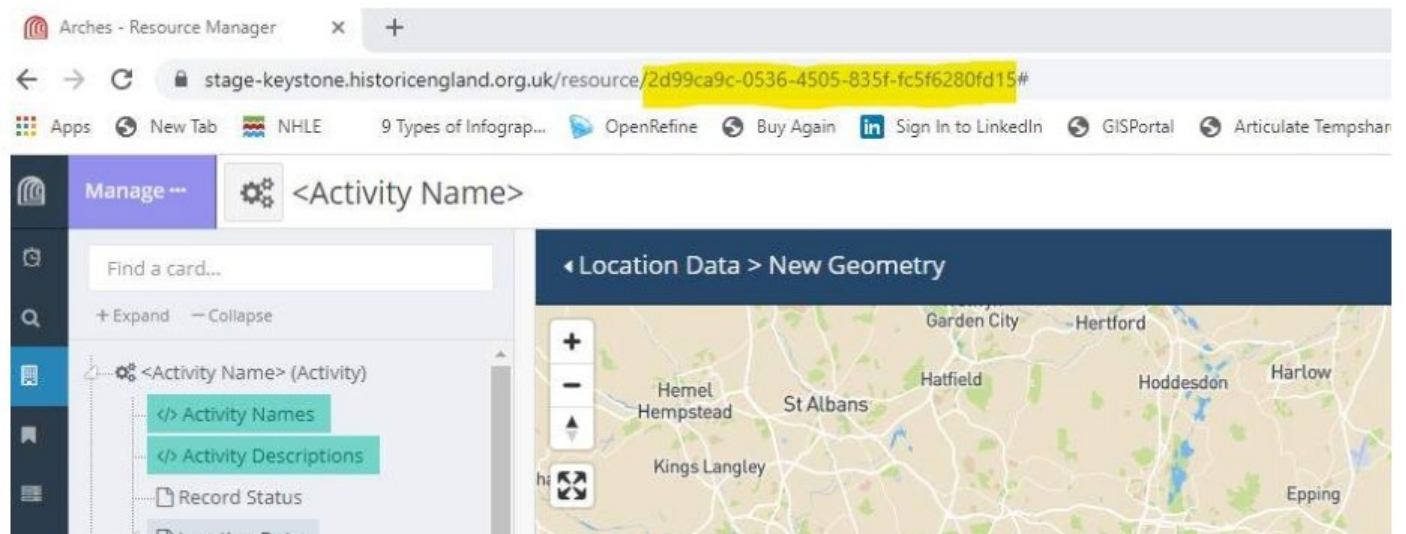 Arches - Resource Manager × +
stage-keystone.historicengland.org.uk/resource/2d99ca9c-0536-4505-835f-fc5f6280fd15#
Apps New Tab NHLE 9 Types of Infograp... OpenRefine Buy Again in Sign In to LinkedIn GISPortal Articulate Tempshar
Manage ··· <Activity Name>
Find a card...
+ Expand — Collapse
<Activity Name> (Activity)
</> Activity Names
</> Activity Descriptions
Record Status
Location Data > New Geometry
+
−
Garden City
Hertford
Hemel
Hempstead
St Albans
Hatfield
Hoddesdon
Harlow
Kings Langley
Epping